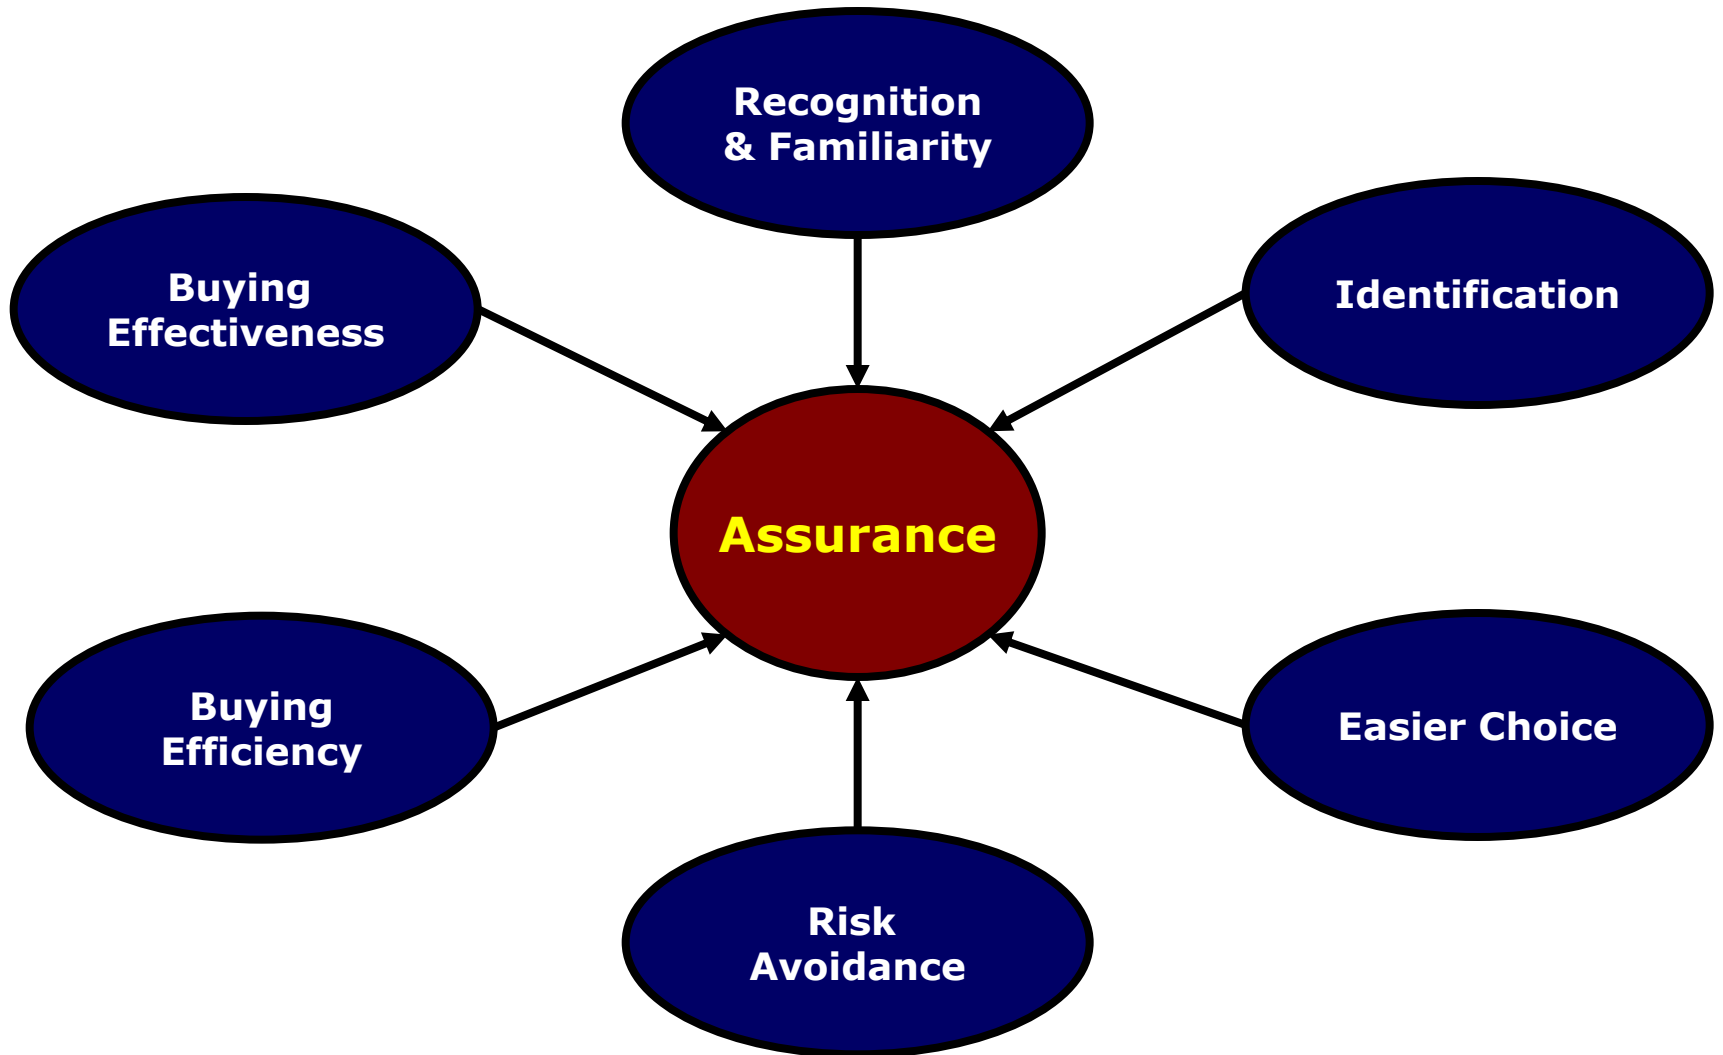 Recognition
& Familiarity
Buying
Effectiveness
Identification
Assurance
Buying
Efficiency
Easier Choice
Risk
Avoidance